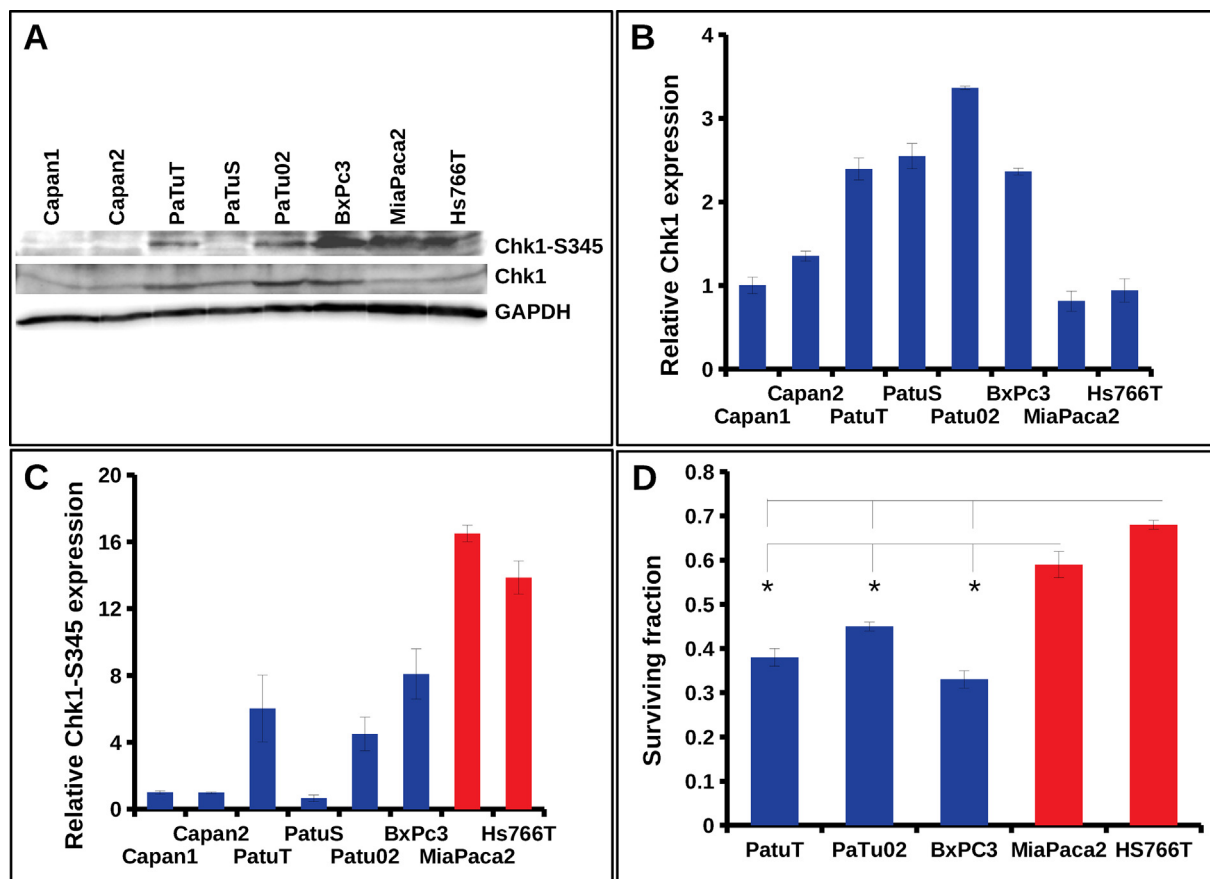 A
Capan1
Capan2
PaTuT
PaTuS
PaTu02
BxPc3
MiaPaca2
Hs766T
Chk1-S345
Chk1
GAPDH
B
Relative Chk1 expression
4
3
2
1
0
Capan2 PatuS BxPc3 Hs766T
Capan1 PatuT Patu02 MiaPaca2
C
Relative Chk1-S345 expression
20
16
12
8
4
0
Capan2 PatuS BxPc3 Hs766T
Capan1 PatuT Patu02 MiaPaca2
D
Surviving fraction
0.8
0.7
0.6
0.5
0.4
0.3
0.2
0.1
0
* * *
PatuT PaTu02 BxPC3 MiaPaca2 HS766T